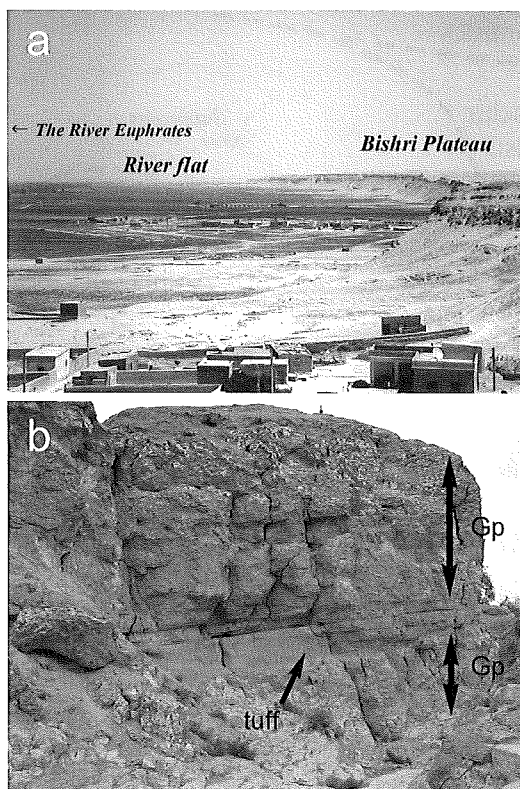 a
← The River Euphrates
River flat
Bishri Plateau
b
Gp
Gp
tuff